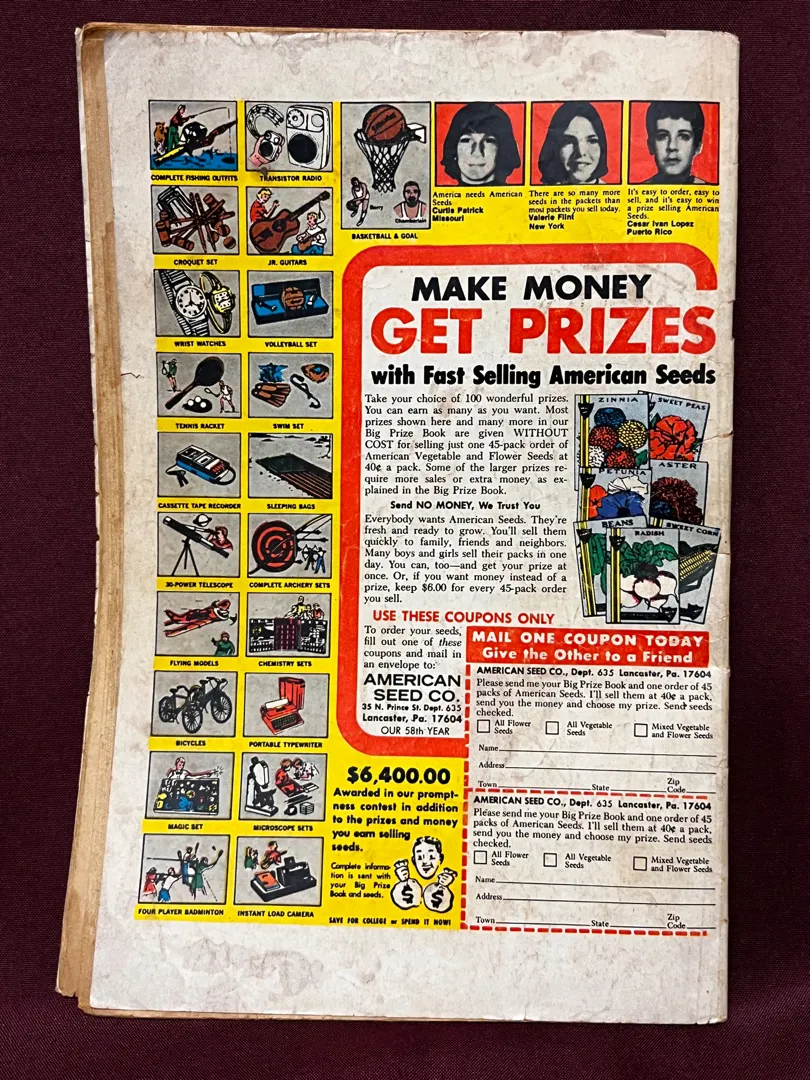 COMPLETE FISHING OUTFITS
TRANSISTOR RADIO
CROQUET SET
JR. GUITARS
WRIST WATCHES
VOLLEYBALL SET
TENNIS RACKET
SWIM SET
CASSETTE TAPE RECORDER
SLEEPING BAGS
30-POWER TELESCOPE
COMPLETE ARCHERY SETS
FLYING MODELS
CHEMISTRY SETS
BICYCLES
PORTABLE TYPEWRITER
MAGIC SET
MICROSCOPE SETS
FOUR PLAYER BADMINTON
INSTANT LOAD CAMERA
Barry
Chamberlain
BASKETBALL & GOAL
America needs American
Seeds
Curtis Patrick
Missouri
There are so many more
seeds in the packets than
most packets you sell today.
Valerie Flint
New York
It's easy to order, easy to
sell, and it's easy to win
a prize selling American
Seeds.
Cesar Ivan Lopez
Puerto Rico
MAKE MONEY
GET PRIZES
with Fast Selling American Seeds
Take your choice of 100 wonderful prizes.
You can earn as many as you want. Most
prizes shown here and many more in our
Big Prize Book are given WITHOUT
COST for selling just one 45-pack order of
American Vegetable and Flower Seeds at
40¢ a pack. Some of the larger prizes re-
quire more sales or extra money as ex-
plained in the Big Prize Book.
Send NO MONEY, We Trust You
Everybody wants American Seeds. They're
fresh and ready to grow. You'll sell them
quickly to family, friends and neighbors.
Many boys and girls sell their packs in one
day. You can, too—and get your prize at
once. Or, if you want money instead of a
prize, keep $6.00 for every 45-pack order
you sell.
ZINNIA
SWEET PEAS
PETUNIA
ASTER
BEANS
RADISH
SWEET CORN
USE THESE COUPONS ONLY
To order your seeds,
fill out one of these
coupons and mail in
an envelope to:
AMERICAN
SEED CO.
35 N. Prince St. Dept. 635
Lancaster, Pa. 17604
OUR 58th YEAR
MAIL ONE COUPON TODAY
Give the Other to a Friend
AMERICAN SEED CO., Dept. 635 Lancaster, Pa. 17604
Please send me your Big Prize Book and one order of 45
packs of American Seeds. I'll sell them at 40¢ a pack,
send you the money and choose my prize. Send seeds
checked.
All Flower Seeds
All Vegetable Seeds
Mixed Vegetable and Flower Seeds
Name
Address
Town State Zip Code
AMERICAN SEED CO., Dept. 635 Lancaster, Pa. 17604
Please send me your Big Prize Book and one order of 45
packs of American Seeds. I'll sell them at 40¢ a pack,
send you the money and choose my prize. Send seeds
checked.
All Flower Seeds
All Vegetable Seeds
Mixed Vegetable and Flower Seeds
Name
Address
Town State Zip Code
$6,400.00
Awarded in our prompt-
ness contest in addition
to the prizes and money
you earn selling
seeds.
Complete informa-
tion is sent with
your Big Prize
Book and seeds.
$ $
SAVE FOR COLLEGE or SPEND IT NOW!